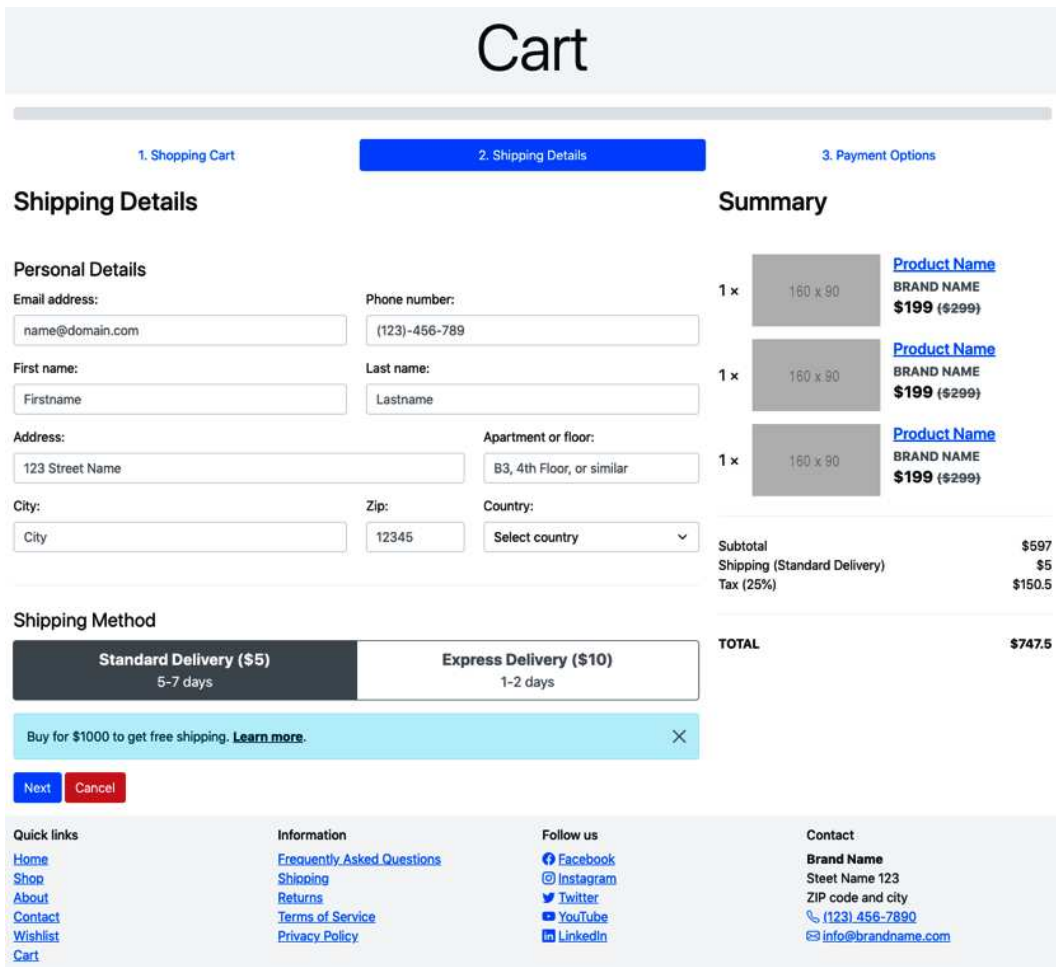 Cart
1. Shopping Cart
2. Shipping Details
3. Payment Options
Shipping Details
Personal Details
Email address:
Phone number:
name@domain.com
(123)-456-789
First name:
Last name:
Firstname
Lastname
Address:
Apartment or floor:
123 Street Name
B3, 4th Floor, or similar
City:
Zip:
Country:
City
12345
Select country
Shipping Method
Standard Delivery ($5)
5-7 days
Express Delivery ($10)
1-2 days
Buy for $1000 to get free shipping. Learn more.
Next
Cancel
Summary
1 ×
160 x 90
Product Name
BRAND NAME
$199 ($299)
1 ×
160 x 90
Product Name
BRAND NAME
$199 ($299)
1 ×
160 x 90
Product Name
BRAND NAME
$199 ($299)
Subtotal $597
Shipping (Standard Delivery) $5
Tax (25%) $150.5
TOTAL $747.5
Quick links
Home
Shop
About
Contact
Wishlist
Cart
Information
Frequently Asked Questions
Shipping
Returns
Terms of Service
Privacy Policy
Follow us
Facebook
Instagram
Twitter
YouTube
LinkedIn
Contact
Brand Name
Steet Name 123
ZIP code and city
(123) 456-7890
info@brandname.com